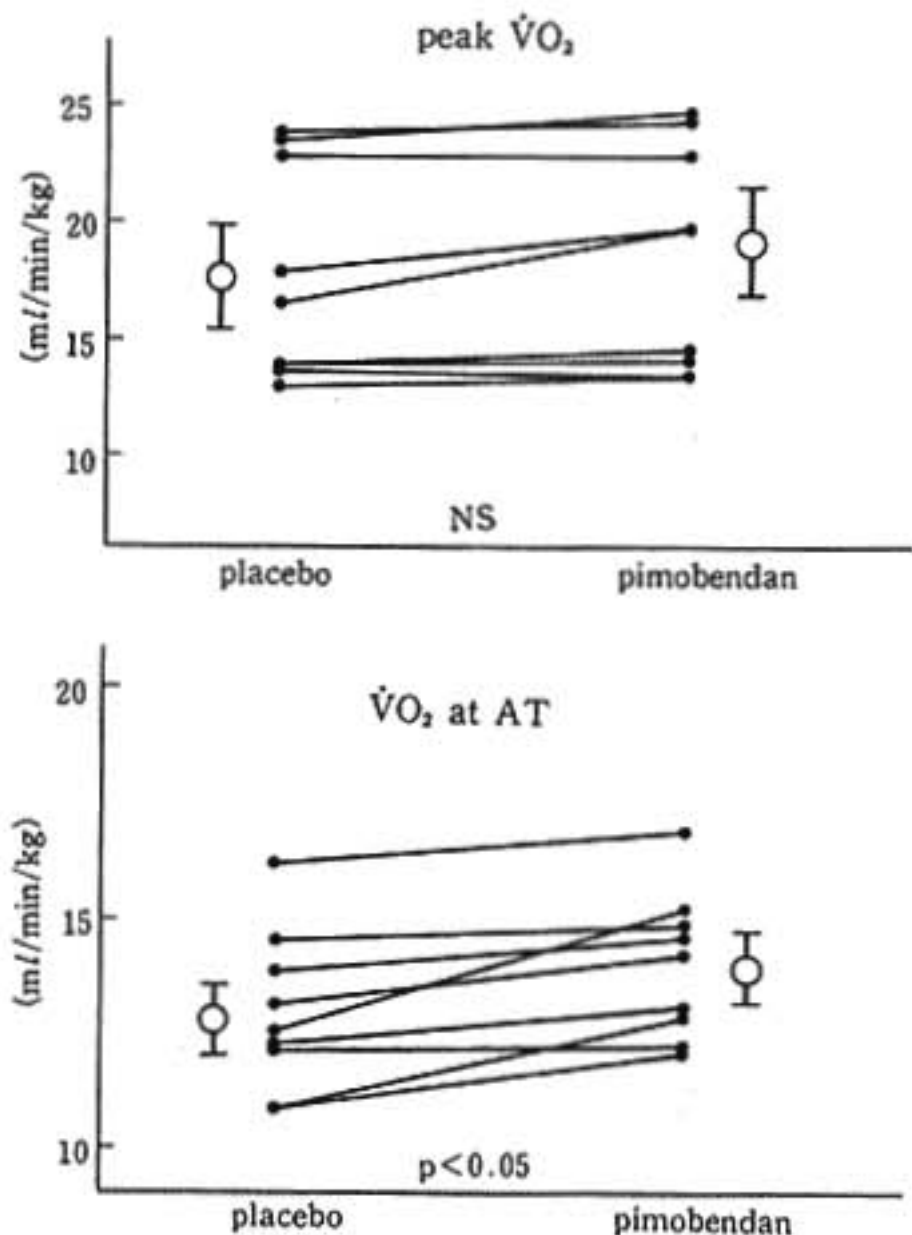 peak V̇O₂
25
20
15
10
(ml/min/kg)
NS
placebo pimobendan
V̇O₂ at AT
20
15
10
(ml/min/kg)
p<0.05
placebo pimobendan